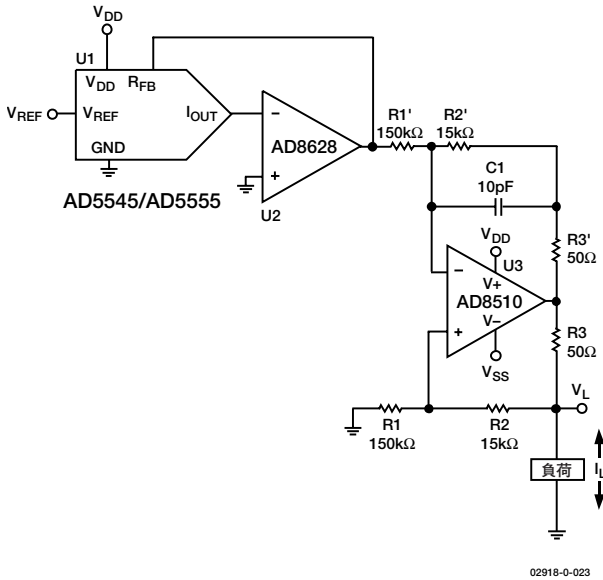 VDD
U1
VDD
RFB
VREF
VREF
IOUT
GND
AD5545/AD5555
−
AD8628
+
U2
R1'
150kΩ
R2'
15kΩ
C1
10pF
R3'
50Ω
VDD
U3
−
V+
AD8510
+
V−
VSS
R3
50Ω
VL
R1
150kΩ
R2
15kΩ
負荷
IL
02918-0-023